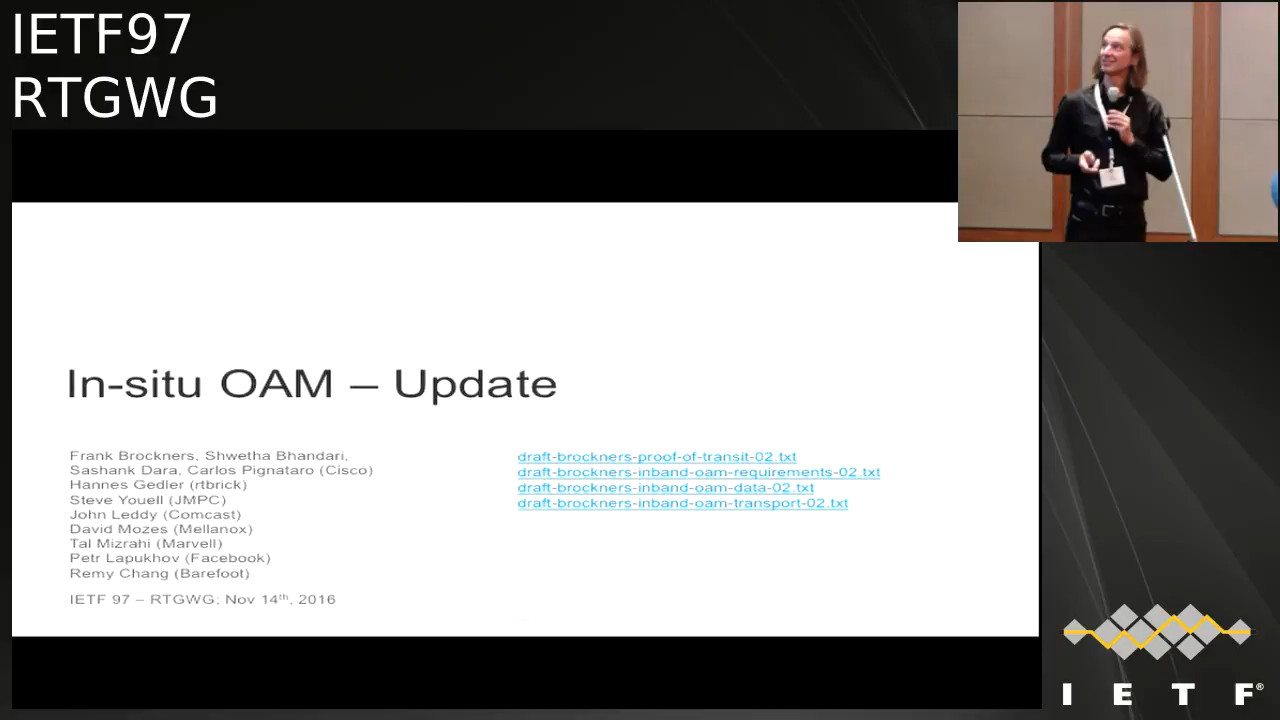 IETF97
RTGWG
In-situ OAM – Update
Frank Brockners, Shwetha Bhandari,
Sashank Dara, Carlos Pignataro (Cisco)
Hannes Gedler (rtbrick)
Steve Youell (JMPC)
John Leddy (Comcast)
David Mozes (Mellanox)
Tal Mizrahi (Marvell)
Petr Lapukhov (Facebook)
Remy Chang (Barefoot)
IETF 97 – RTGWG; Nov 14th, 2016
draft-brockners-proof-of-transit-02.txt
draft-brockners-inband-oam-requirements-02.txt
draft-brockners-inband-oam-data-02.txt
draft-brockners-inband-oam-transport-02.txt
I E T F®